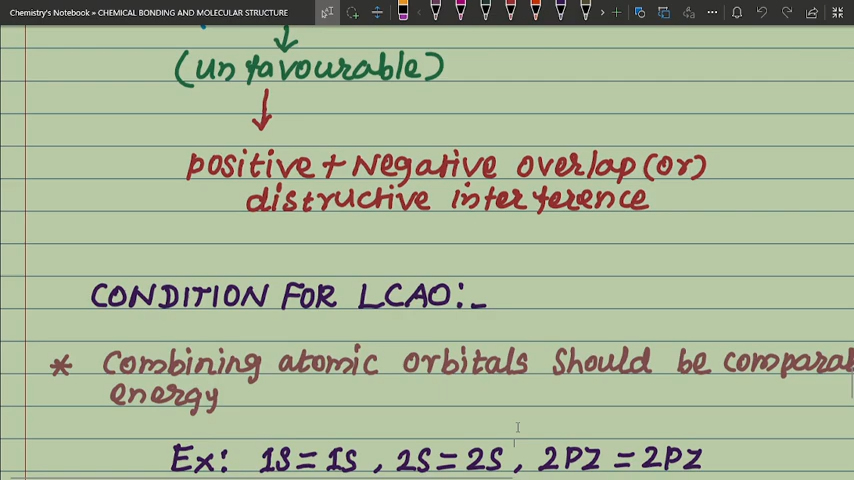 Chemistry's Notebook » CHEMICAL BONDING AND MOLECULAR STRUCTURE
(unfavourable)
positive + Negative overlap (or)
distructive interference
CONDITION FOR LCAO:-
* Combining atomic orbitals should be comparab
energy
Ex: 1S = 1S , 2S = 2S , 2PZ = 2PZ